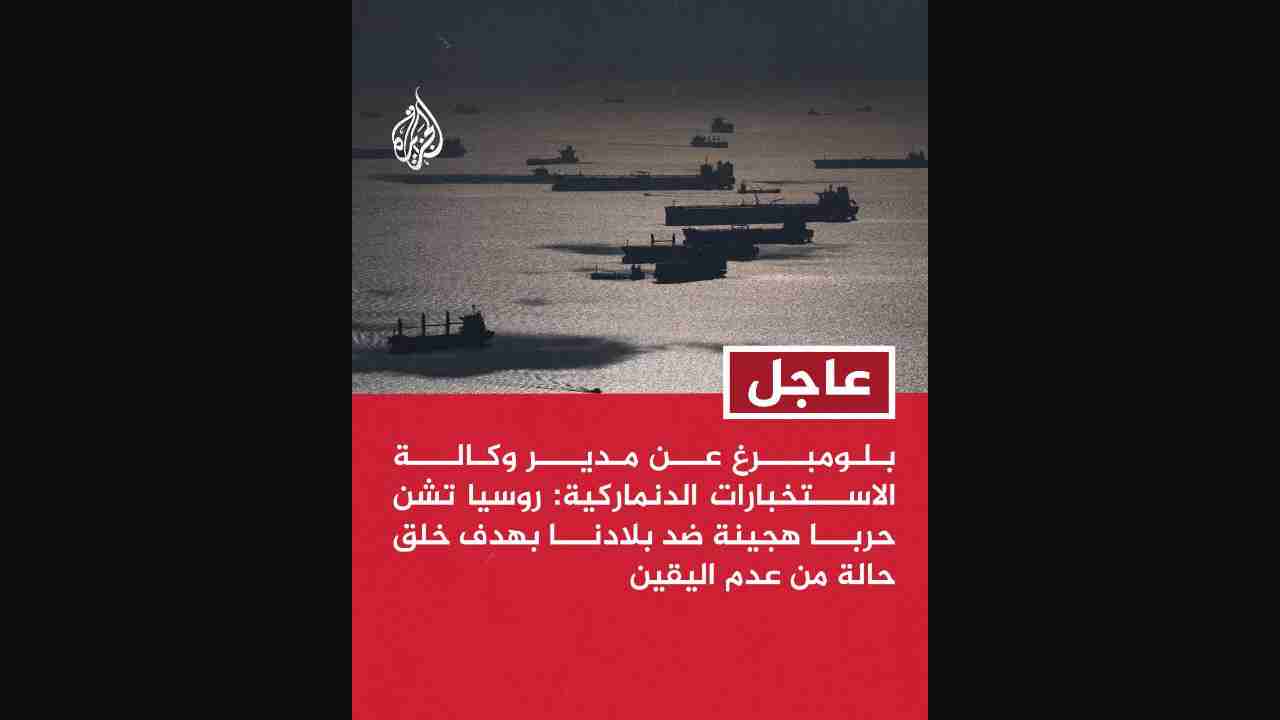 الجزيرة
عاجل
بلومبرغ عن مدير وكالة
الاستخبارات الدنماركية: روسيا تشن
حربا هجينة ضد بلادنا بهدف خلق
حالة من عدم اليقين